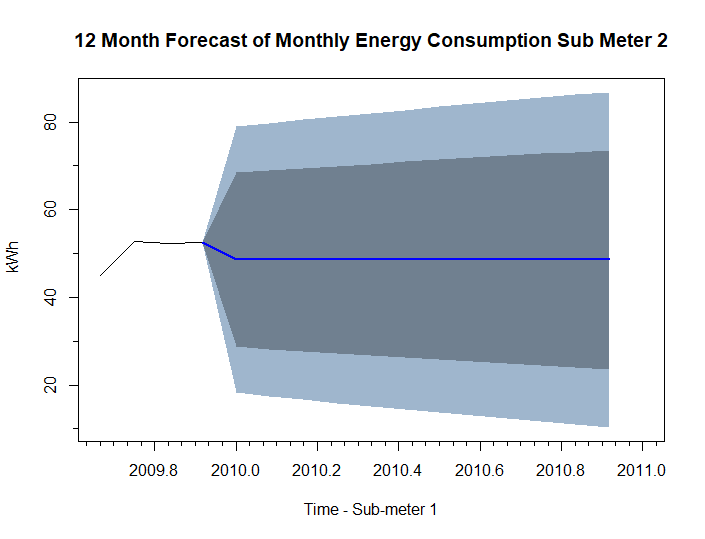 12 Month Forecast of Monthly Energy Consumption Sub Meter 2
80
60
40
20
kWh
2009.8 2010.0 2010.2 2010.4 2010.6 2010.8 2011.0
Time - Sub-meter 1